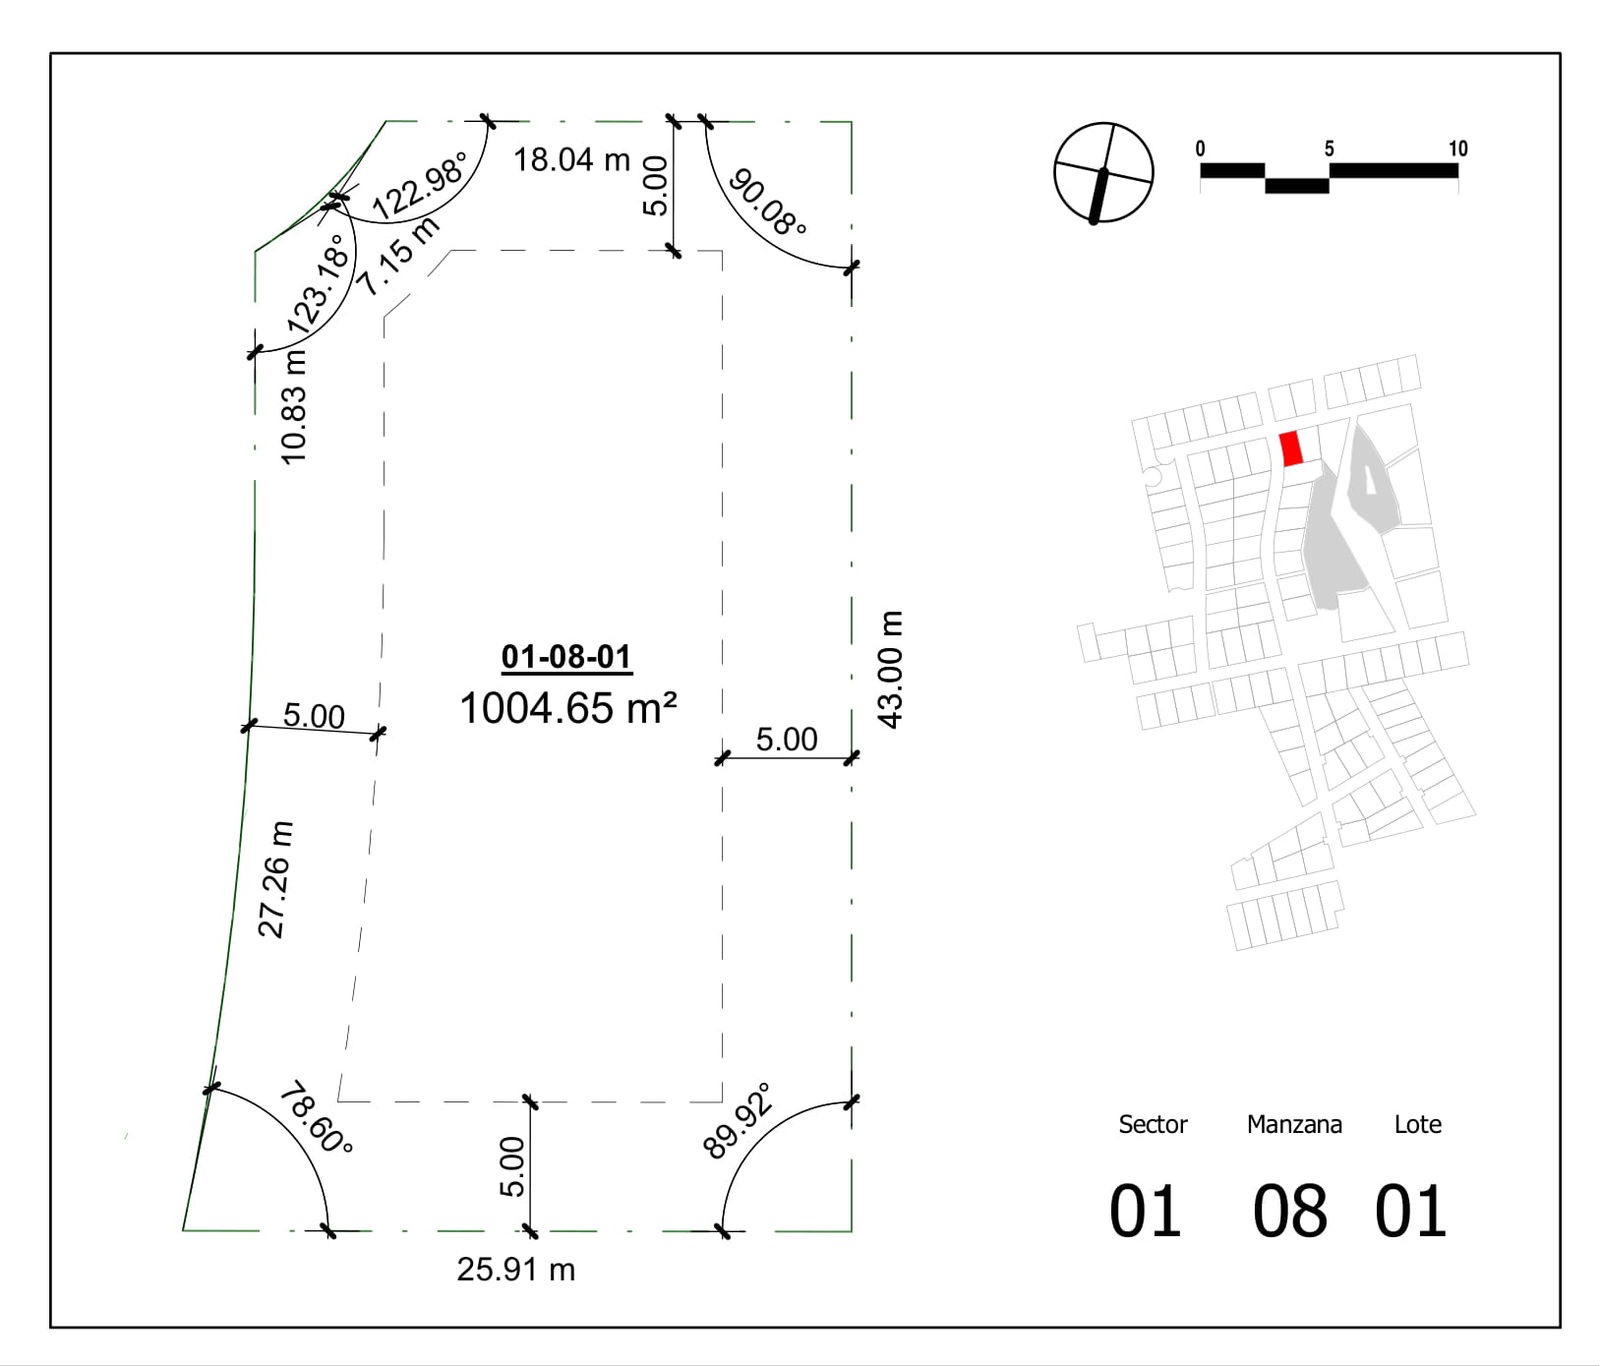 18.04 m
5.00
90.08°
122.98°
7.15 m
123.18°
10.83 m
01-08-01
1004.65 m²
5.00
5.00
43.00 m
27.26 m
78.60°
89.92°
5.00
25.91 m
0 5 10
Sector Manzana Lote
01 08 01